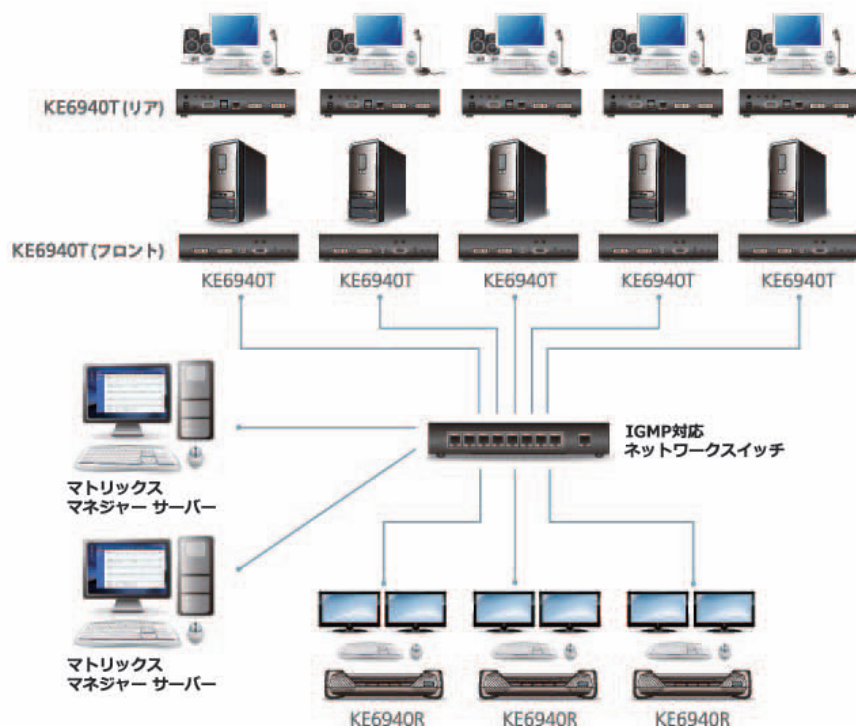 KE6940T(リア)
KE6940T(フロント)
KE6940T
KE6940T
KE6940T
KE6940T
KE6940T
IGMP対応
ネットワークスイッチ
マトリックス
マネジャー サーバー
マトリックス
マネジャー サーバー
KE6940R
KE6940R
KE6940R